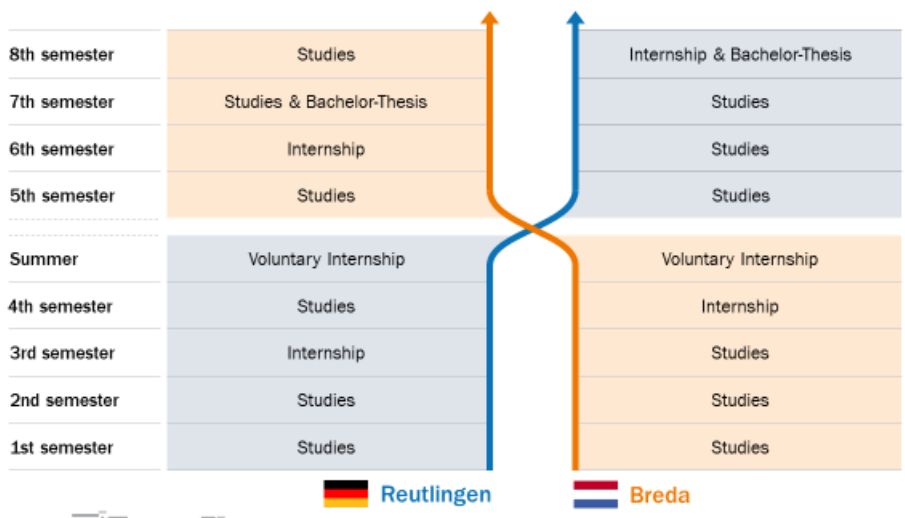 8th semester Studies Internship & Bachelor-Thesis
7th semester Studies & Bachelor-Thesis Studies
6th semester Internship Studies
5th semester Studies Studies
Summer Voluntary Internship Voluntary Internship
4th semester Studies Internship
3rd semester Internship Studies
2nd semester Studies Studies
1st semester Studies Studies
Reutlingen Breda